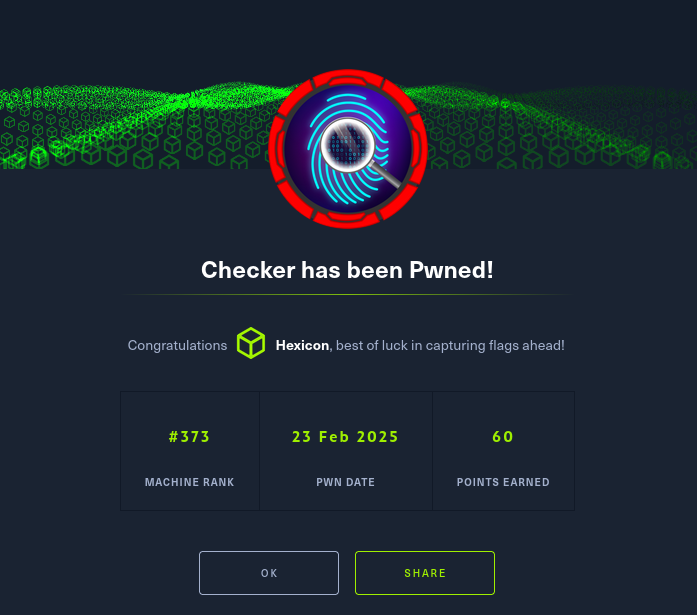 Checker has been Pwned!
Congratulations Hexicon, best of luck in capturing flags ahead!
#373 23 Feb 2025 60
MACHINE RANK PWN DATE POINTS EARNED
OK SHARE